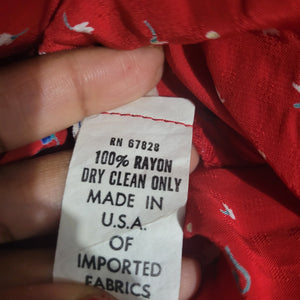 RN 67828
100% RAYON
DRY CLEAN ONLY
MADE IN
U.S.A.
OF
IMPORTED
FABRICS